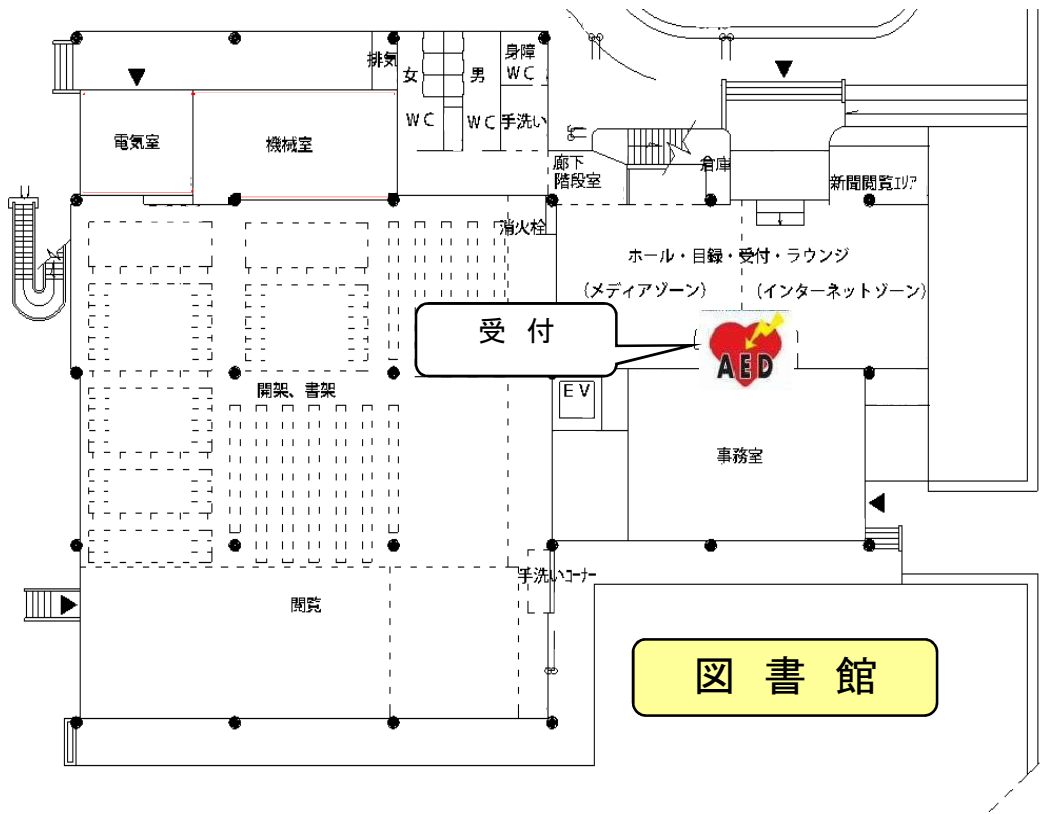 排気
女
男
身障
WC
WC
WC
手洗い
電気室
機械室
廊下
階段室
倉庫
新聞閲覧エリア
消火栓
ホール・目録・受付・ラウンジ
(メディアゾーン)
(インターネットゾーン)
受 付
AED
開架、書架
EV
事務室
手洗いコーナー
閲覧
図 書 館